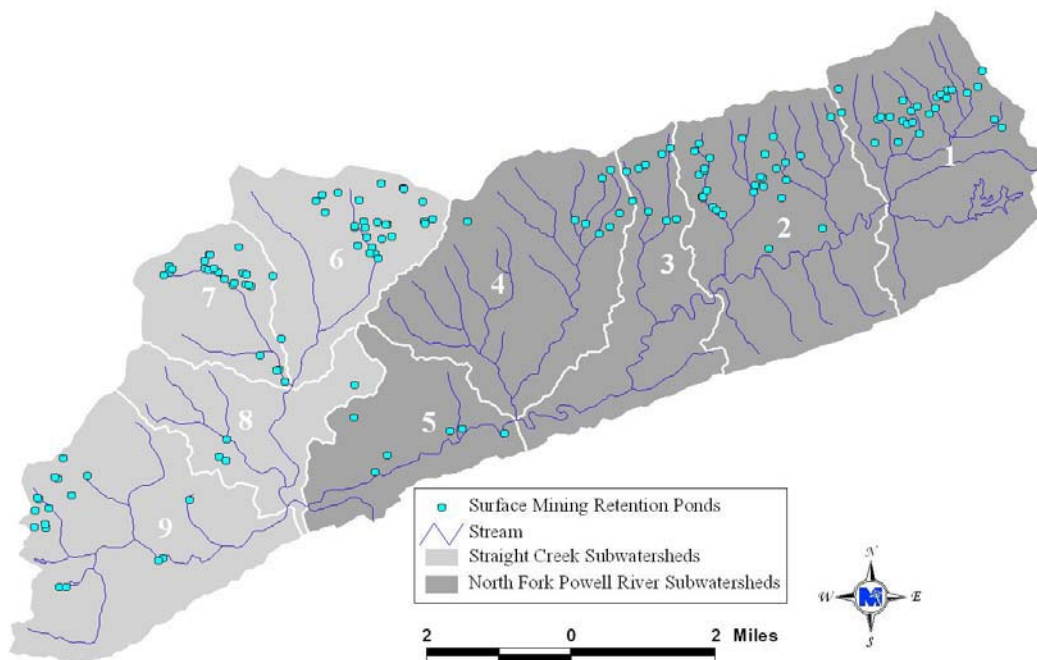 1
2
3
4
5
6
7
8
9
Surface Mining Retention Ponds
Stream
Straight Creek Subwatersheds
North Fork Powell River Subwatersheds
2 0 2 Miles
N
W E
S
M